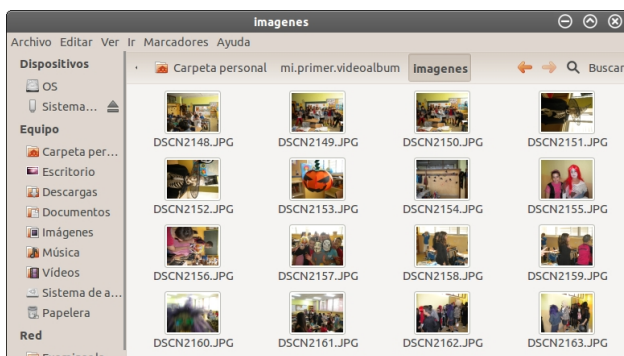 imagenes
Archivo Editar Ver Ir Marcadores Ayuda
Dispositivos
OS
Sistema...
Equipo
Carpeta per...
Escritorio
Descargas
Documentos
Imágenes
Música
Vídeos
Sistema de a...
Papelera
Red
Carpeta personal mi.primer.videoalbum imagenes Buscar
DSCN2148.JPG DSCN2149.JPG DSCN2150.JPG DSCN2151.JPG
DSCN2152.JPG DSCN2153.JPG DSCN2154.JPG DSCN2155.JPG
DSCN2156.JPG DSCN2157.JPG DSCN2158.JPG DSCN2159.JPG
DSCN2160.JPG DSCN2161.JPG DSCN2162.JPG DSCN2163.JPG